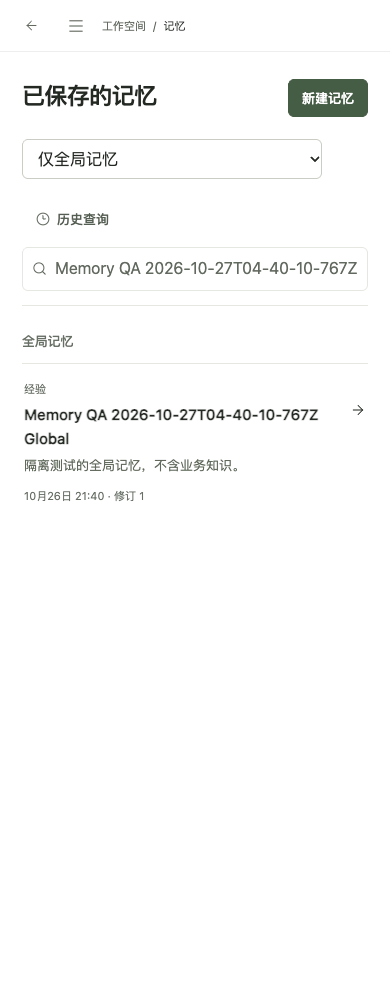 工作空间 / 记忆
已保存的记忆
新建记忆
仅全局记忆
历史查询
Memory QA 2026-10-27T04-40-10-767Z
全局记忆
经验
Memory QA 2026-10-27T04-40-10-767Z
Global
隔离测试的全局记忆，不含业务知识。
10月26日 21:40 · 修订 1